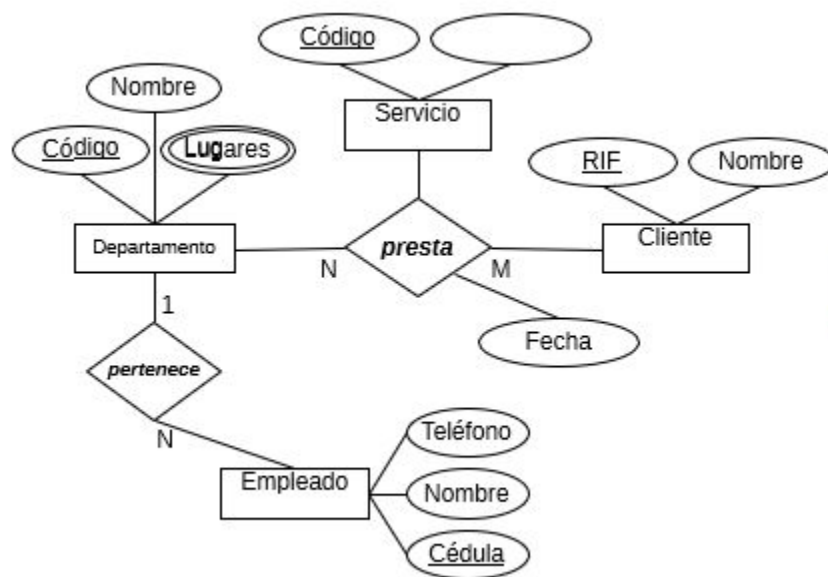 Código
Nombre
Código
Lugares
Servicio
RIF
Nombre
Departamento
N
presta
M
Cliente
Fecha
1
pertenece
N
Empleado
Teléfono
Nombre
Cédula